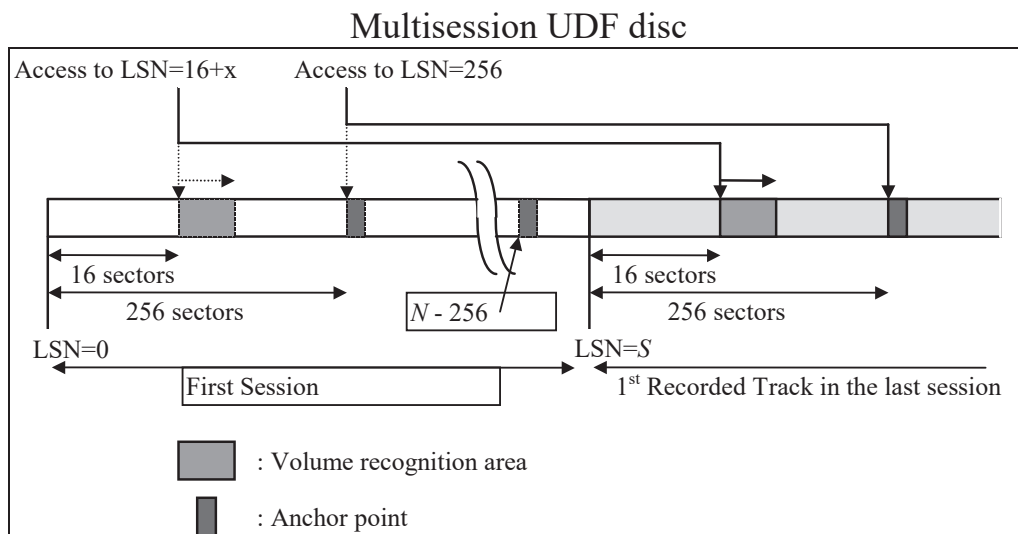 Multisession UDF disc
Access to LSN=16+x
Access to LSN=256
16 sectors
256 sectors
N - 256
16 sectors
256 sectors
LSN=0
LSN=S
First Session
1st Recorded Track in the last session
: Volume recognition area
: Anchor point